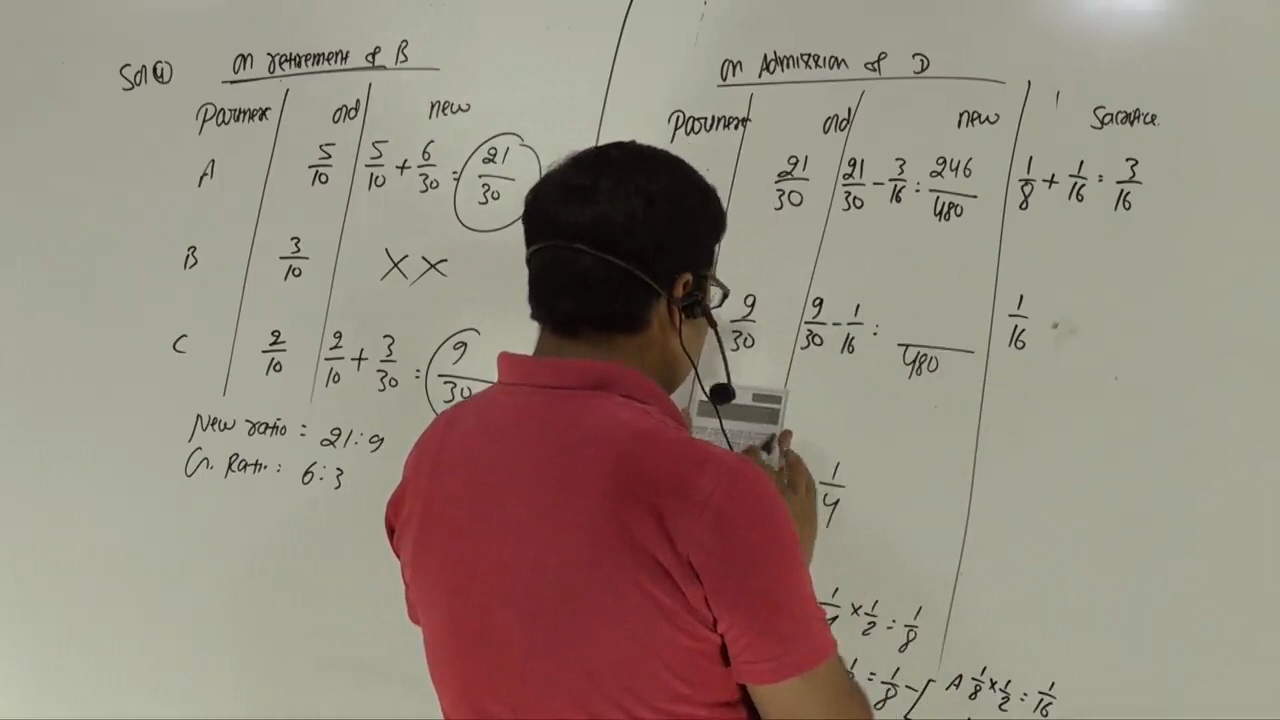 Sol ④ on retirement of B
Partner old new
A 5/10 5/10 + 6/30 : 21/30
B 3/10 XX
C 2/10 2/10 + 3/30 : 9/30
New ratio : 21:9
G. Ratio : 6:3
on Admission of D
Partner old new Sacrifice
21/30 21/30 - 3/16 : 246/480 1/8 + 1/16 : 3/16
9/30 9/30 - 1/16 : /480 1/16
1/4
× 1/2 = 1/8
= 1/8 - A 1/8 × 1/2 = 1/16